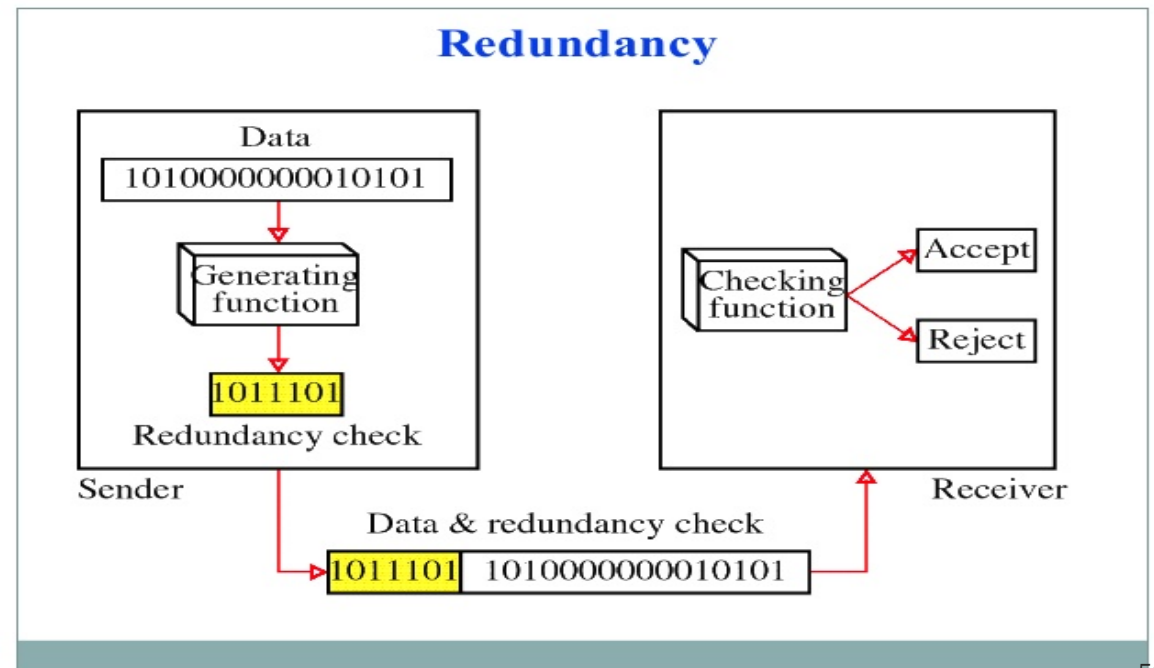 Redundancy
Data
1010000000010101
Generating
function
1011101
Redundancy check
Sender
Checking
function
Accept
Reject
Receiver
Data & redundancy check
1011101 1010000000010101